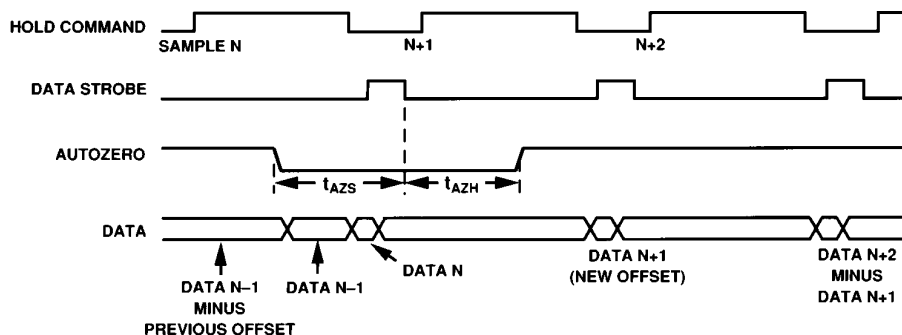 HOLD COMMAND
SAMPLE N
N+1
N+2
DATA STROBE
AUTOZERO
tAZS
tAZH
DATA
DATA N–1
MINUS
PREVIOUS OFFSET
DATA N–1
DATA N
DATA N+1
(NEW OFFSET)
DATA N+2
MINUS
DATA N+1